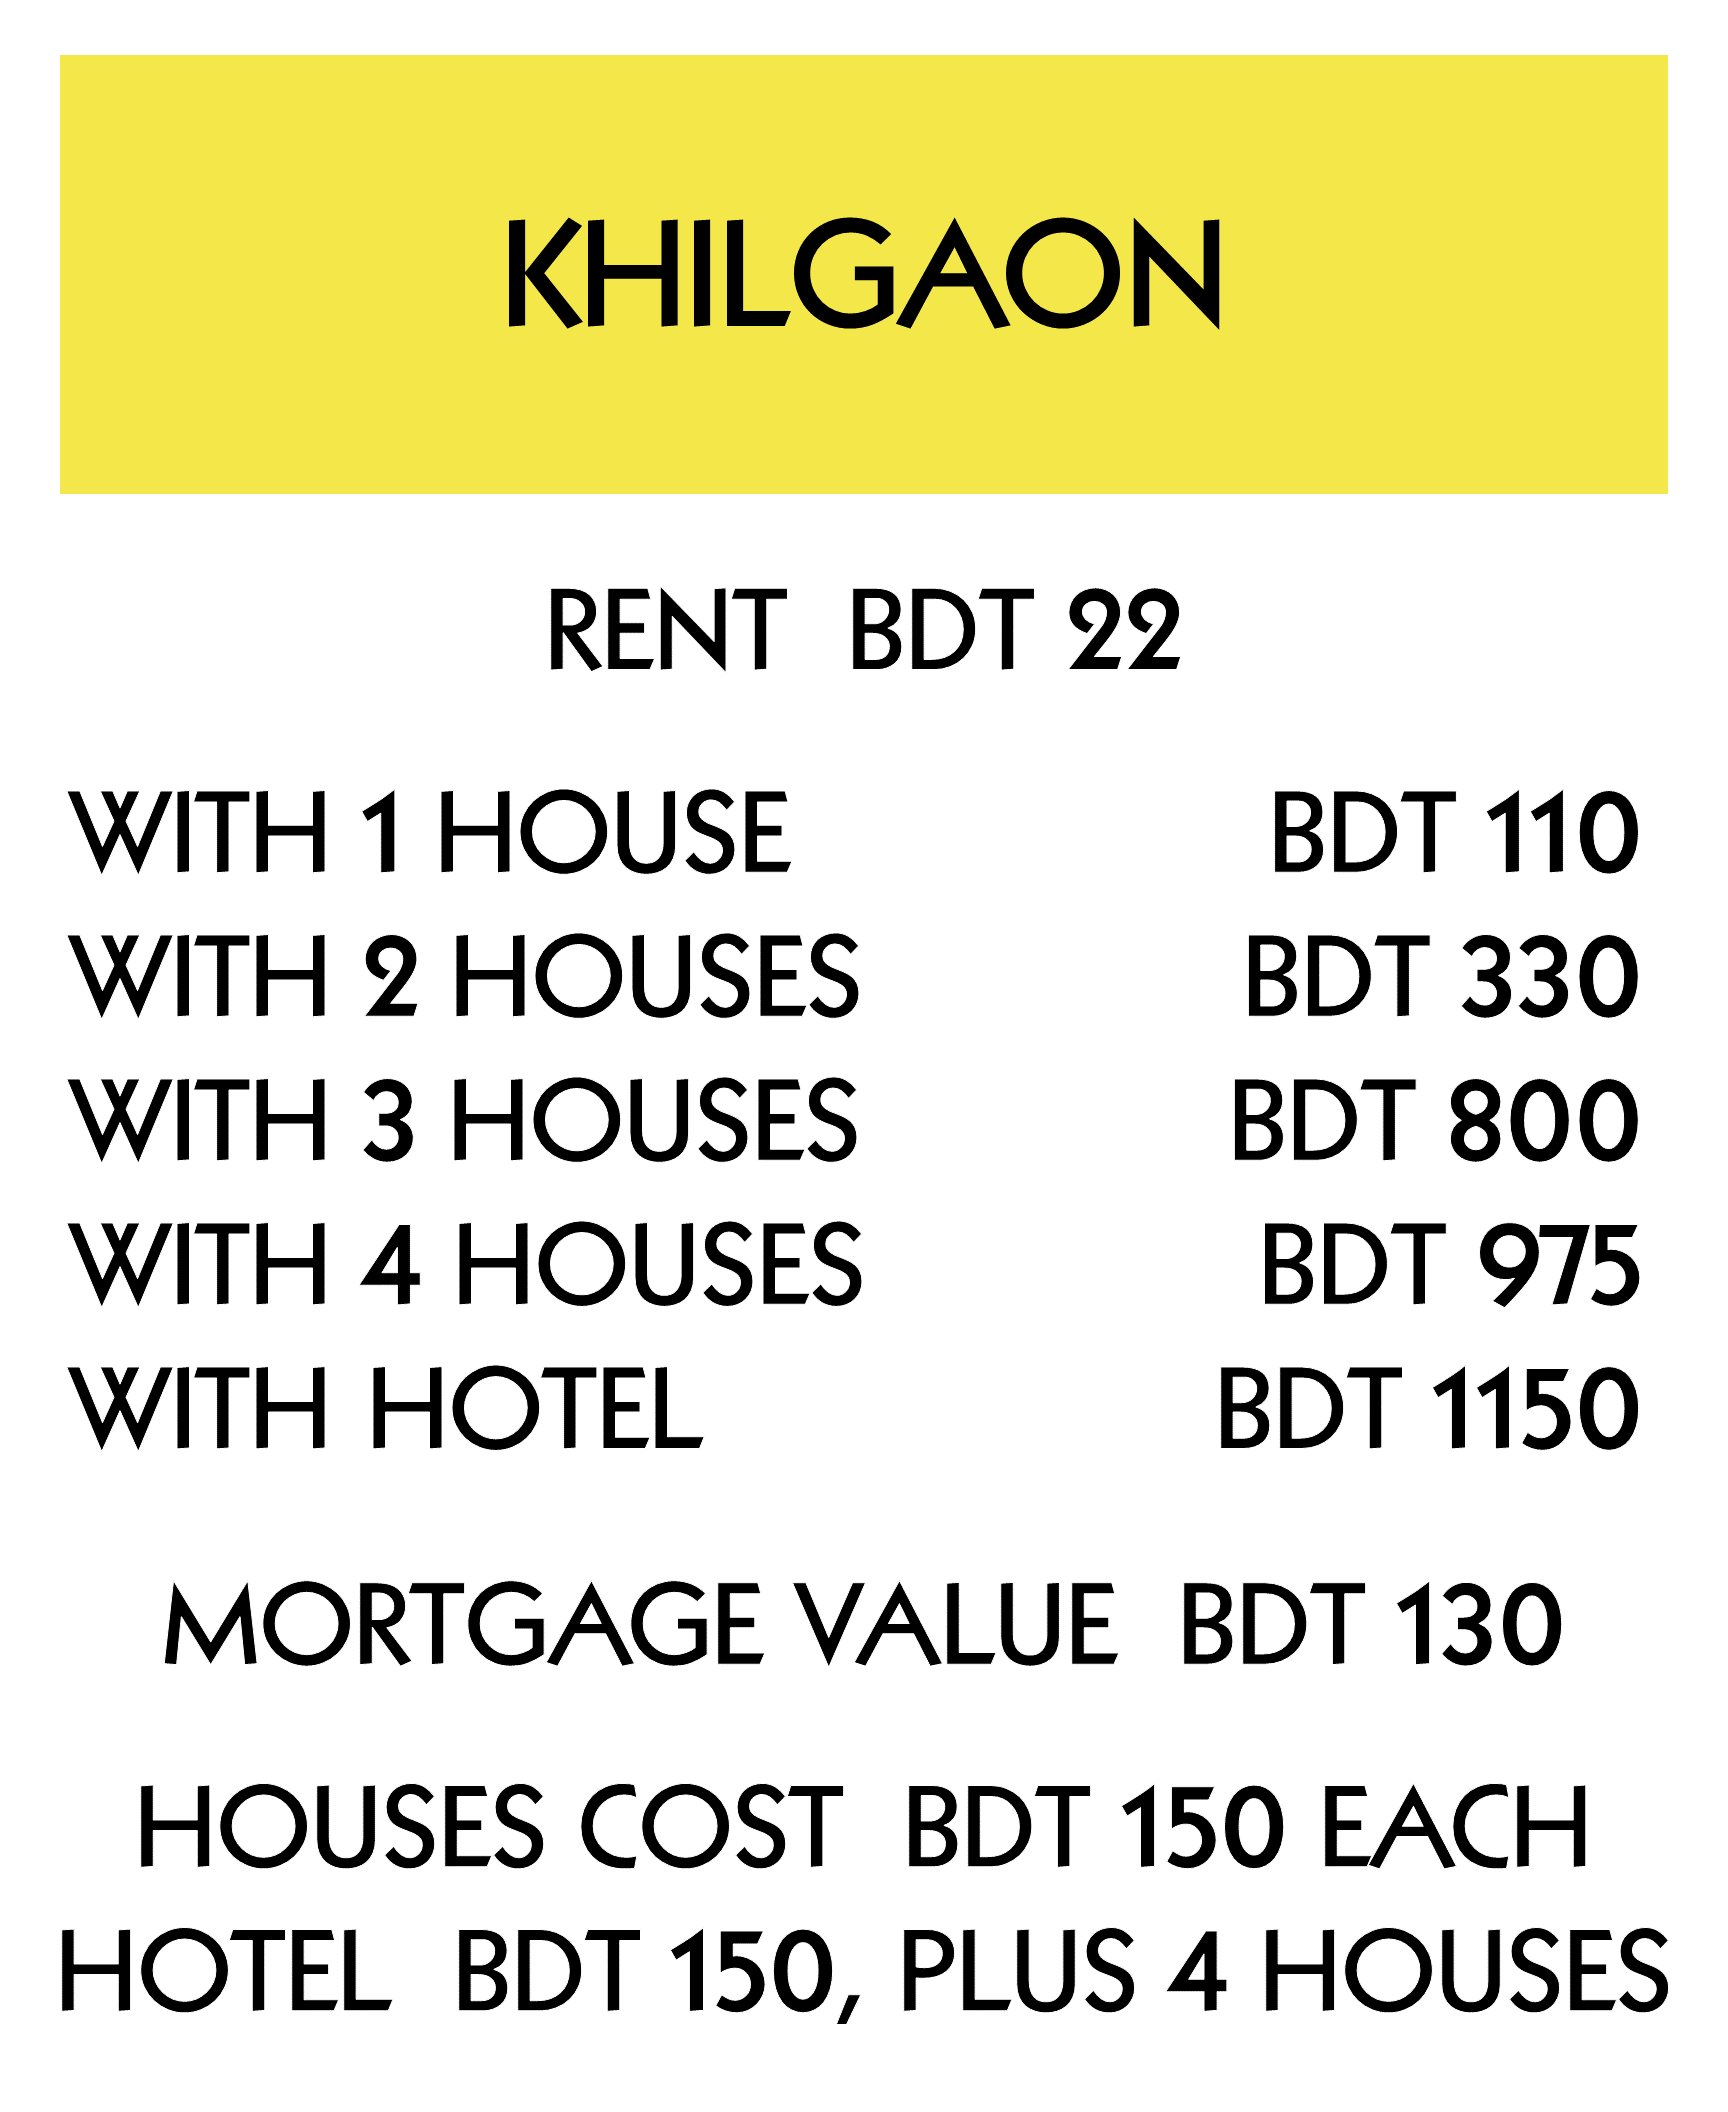 KHILGAON
RENT BDT 22
WITH 1 HOUSE BDT 110
WITH 2 HOUSES BDT 330
WITH 3 HOUSES BDT 800
WITH 4 HOUSES BDT 975
WITH HOTEL BDT 1150
MORTGAGE VALUE BDT 130
HOUSES COST BDT 150 EACH
HOTEL BDT 150, PLUS 4 HOUSES